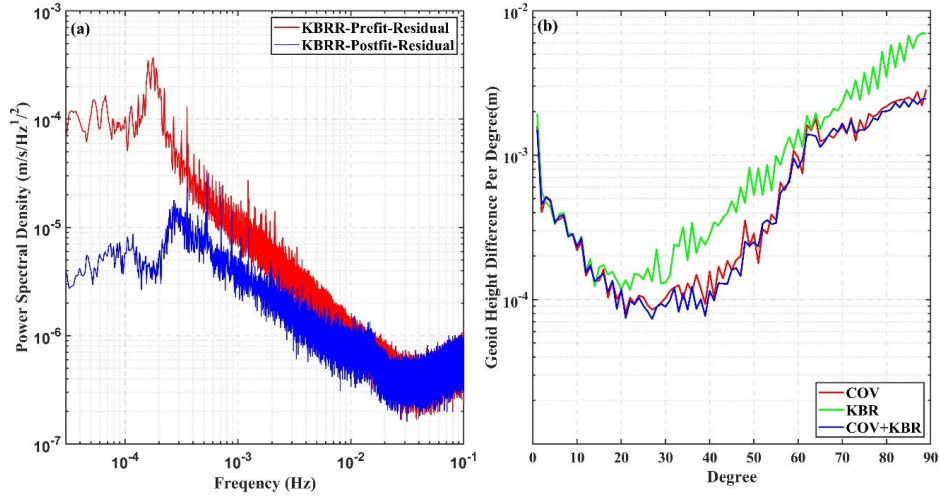 (a)
KBRR-Prefit-Residual
KBRR-Postfit-Residual
Power Spectral Density (m/s/Hz^1/2)
10^-3
10^-4
10^-5
10^-6
10^-7
10^-4 10^-3 10^-2 10^-1
Freqency (Hz)
(b)
Geoid Height Difference Per Degree(m)
10^-2
10^-3
10^-4
COV
KBR
COV+KBR
0 10 20 30 40 50 60 70 80 90
Degree